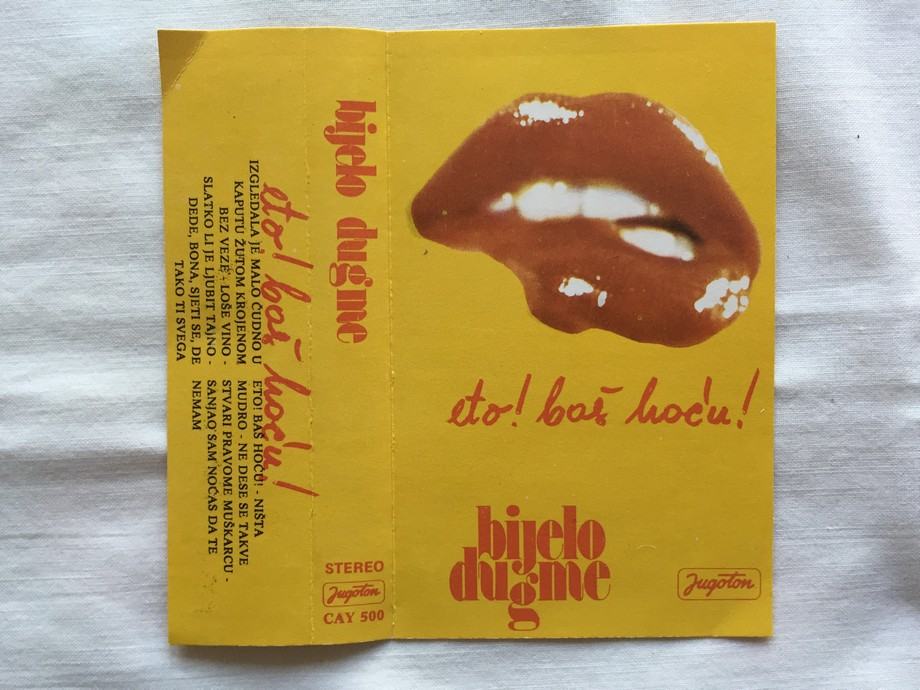 eto! baš hoću!
bijelo
dugme
Jugoton
bijelo dugme
eto! baš hoću!
STEREO
Jugoton
CAY 500
IZGLEDALA JE MALO ČUDNO U
KAPUTU ŽUTOM KROJENOM
BEZ VEZE - LOŠE VINO -
SLATKO LI JE LJUBIT TAJNO -
DEDE, BONA, SJETI SE, DE
TAKO TI SVEGA
ETO! BAŠ HOĆU! - NIŠTA
MUDRO - NE DESE SE TAKVE
STVARI PRAVOME MUŠKARCU -
SANJAO SAM NOĆAS DA TE
NEMAM